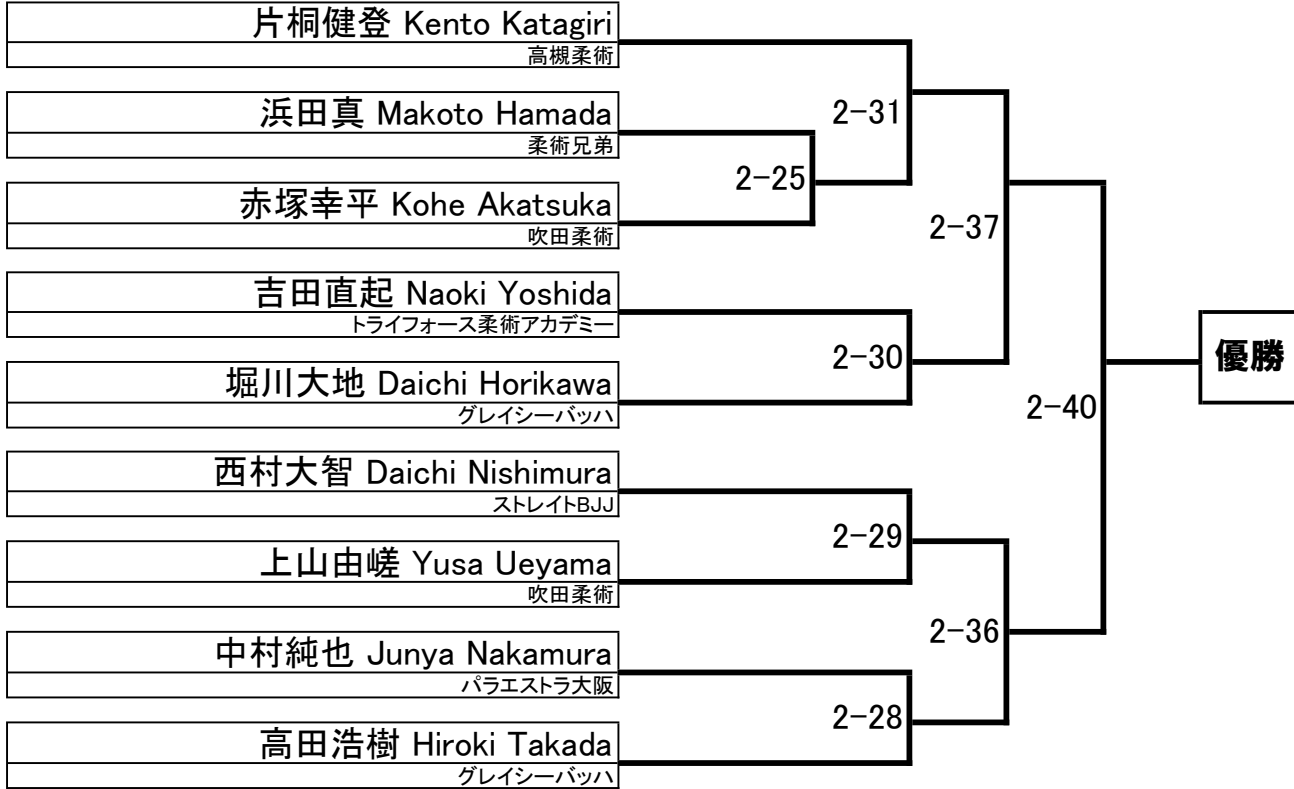 片桐健登 Kento Katagiri
高槻柔術
浜田真 Makoto Hamada
柔術兄弟
赤塚幸平 Kohe Akatsuka
吹田柔術
吉田直起 Naoki Yoshida
トライフォース柔術アカデミー
堀川大地 Daichi Horikawa
グレイシーバッハ
西村大智 Daichi Nishimura
ストレイトBJJ
上山由嵯 Yusa Ueyama
吹田柔術
中村純也 Junya Nakamura
パラエストラ大阪
高田浩樹 Hiroki Takada
グレイシーバッハ
2-25
2-31
2-30
2-29
2-28
2-37
2-36
2-40
優勝